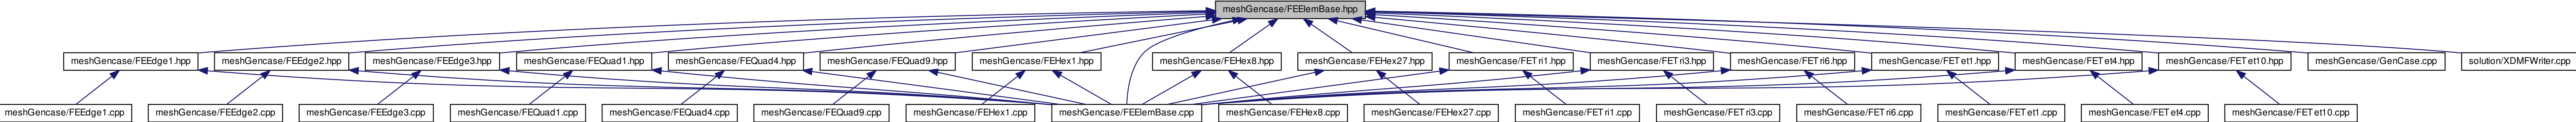 meshGencase/FEElemBase.hpp
meshGencase/FEEdge1.hpp
meshGencase/FEEdge2.hpp
meshGencase/FEEdge3.hpp
meshGencase/FEQuad1.hpp
meshGencase/FEQuad4.hpp
meshGencase/FEQuad9.hpp
meshGencase/FEHex1.hpp
meshGencase/FEHex8.hpp
meshGencase/FEHex27.hpp
meshGencase/FETri1.hpp
meshGencase/FETri3.hpp
meshGencase/FETri6.hpp
meshGencase/FETet1.hpp
meshGencase/FETet4.hpp
meshGencase/FETet10.hpp
meshGencase/GenCase.cpp
solution/XDMFWriter.cpp
meshGencase/FEEdge1.cpp
meshGencase/FEEdge2.cpp
meshGencase/FEEdge3.cpp
meshGencase/FEQuad1.cpp
meshGencase/FEQuad4.cpp
meshGencase/FEQuad9.cpp
meshGencase/FEHex1.cpp
meshGencase/FEElemBase.cpp
meshGencase/FEHex8.cpp
meshGencase/FEHex27.cpp
meshGencase/FETri1.cpp
meshGencase/FETri3.cpp
meshGencase/FETri6.cpp
meshGencase/FETet1.cpp
meshGencase/FETet4.cpp
meshGencase/FETet10.cpp